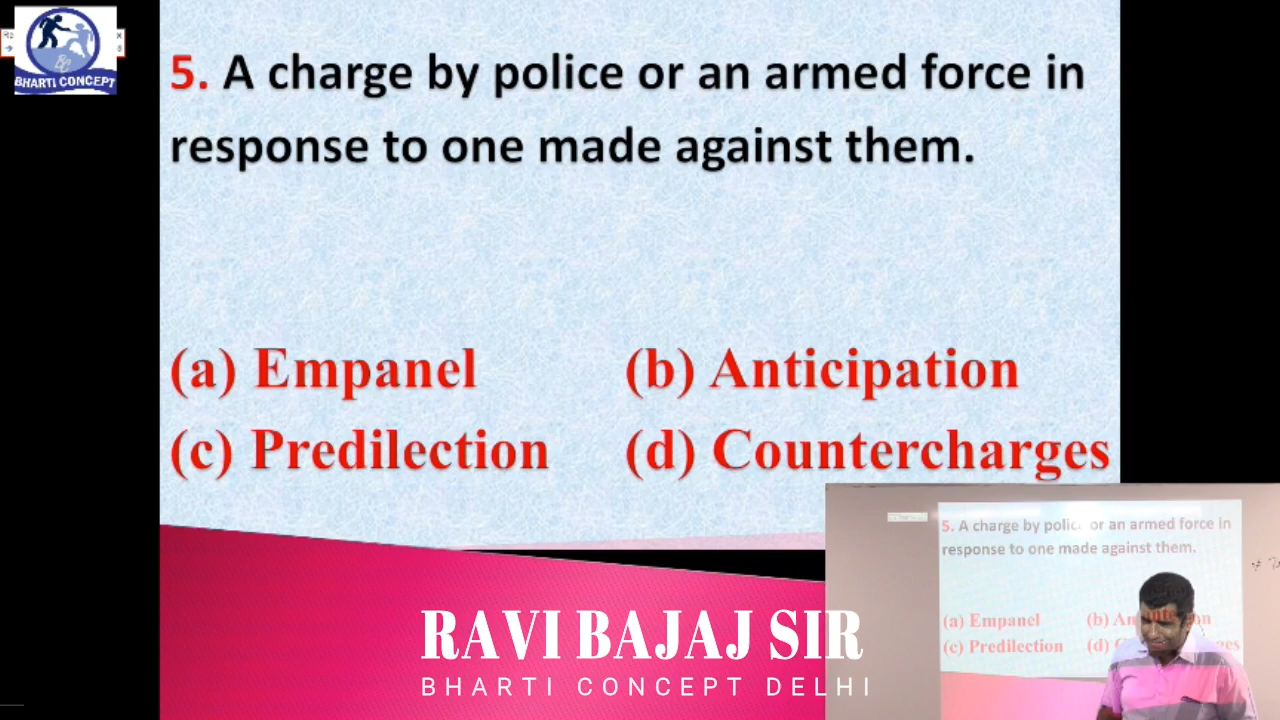 BHARTI CONCEPT
5. A charge by police or an armed force in
response to one made against them.
(a) Empanel (b) Anticipation
(c) Predilection (d) Countercharges
5. A charge by polic or an armed force in
response to one made against them.
(a) Empanel (b) An
(c) Predilection (d)
RAVI BAJAJ SIR
BHARTI CONCEPT DELHI